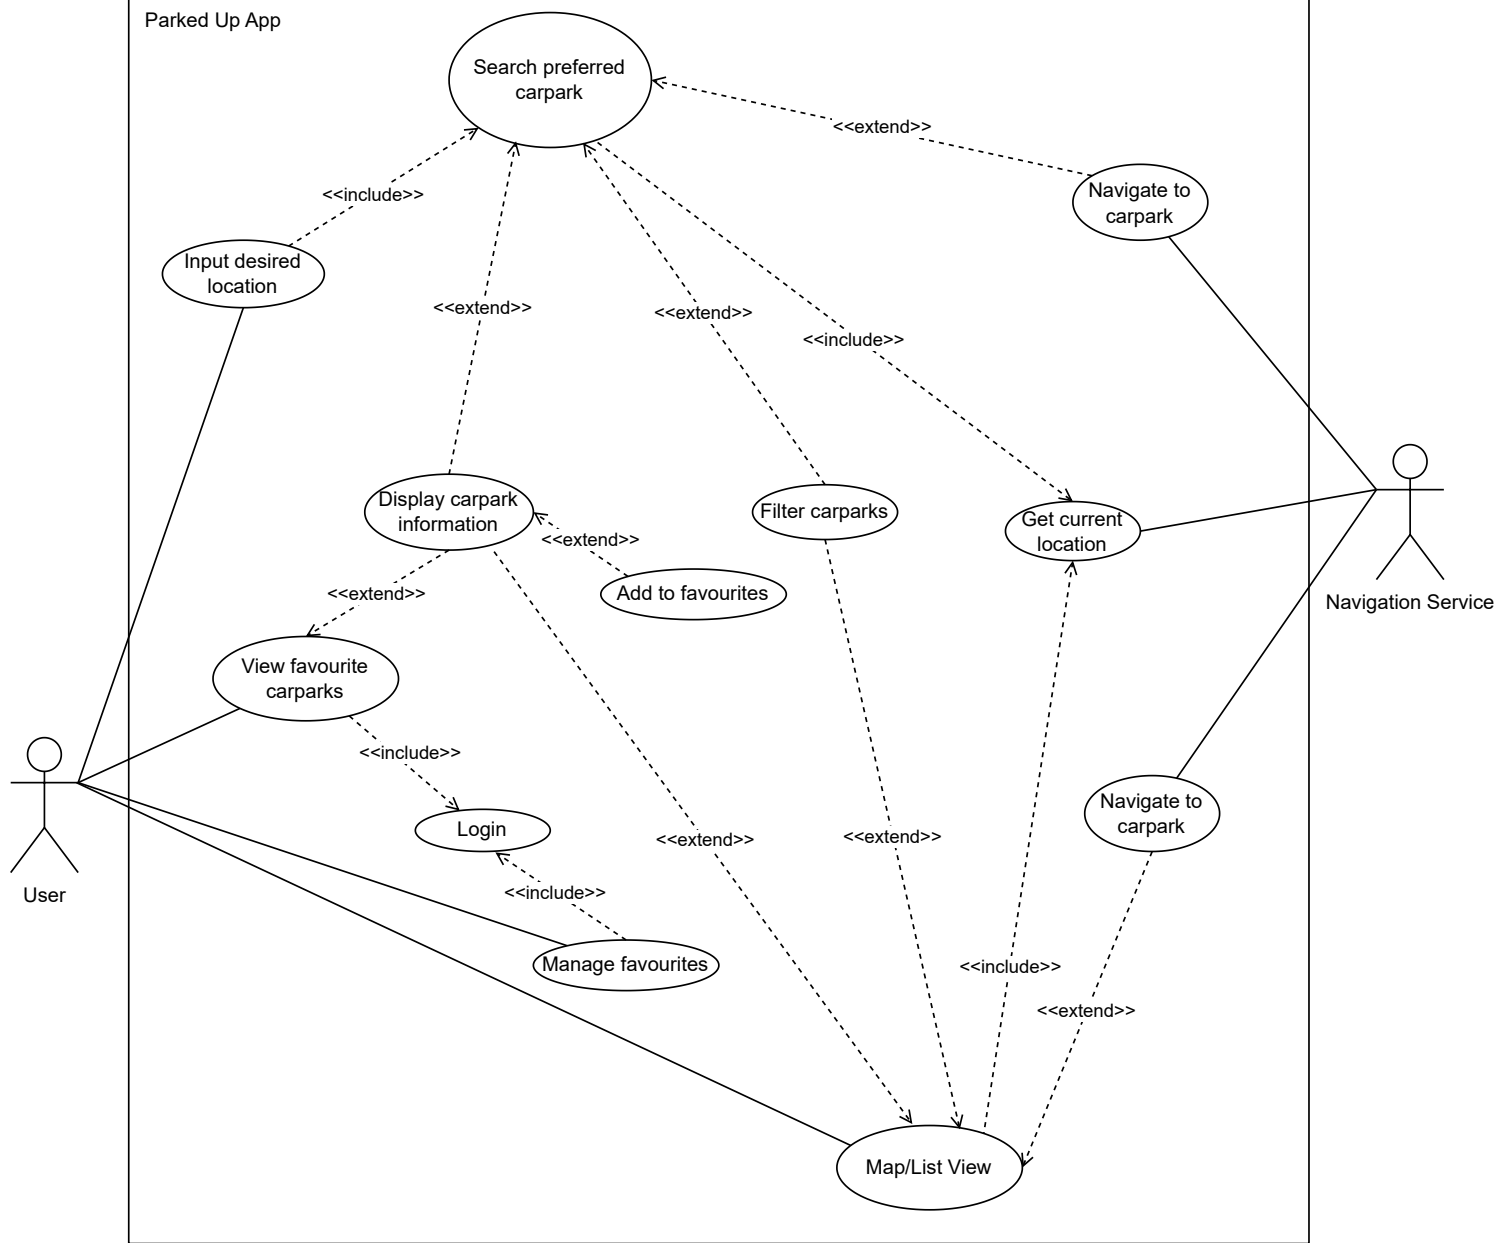 Parked Up App
Search preferred
carpark
<<extend>>
Navigate to
carpark
<<include>>
Input desired
location
<<extend>>
<<extend>>
<<include>>
Display carpark
information
Filter carparks
Get current
location
<<extend>>
Add to favourites
<<extend>>
Navigation Service
View favourite
carparks
<<include>>
Login
<<extend>>
<<extend>>
Navigate to
carpark
User
<<include>>
Manage favourites
<<include>>
<<extend>>
Map/List View